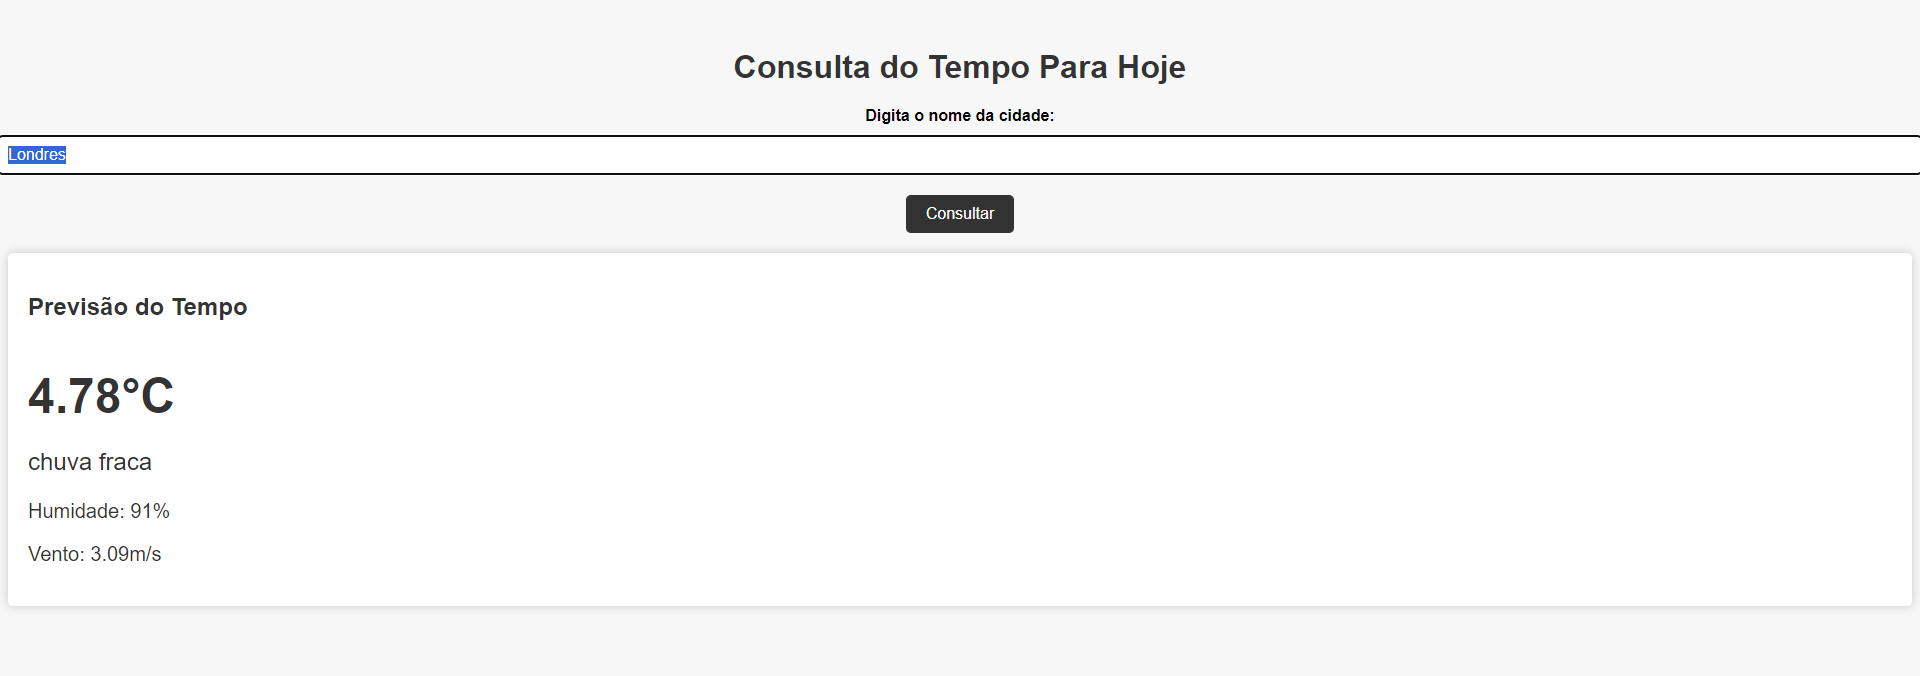 Consulta do Tempo Para Hoje
Digita o nome da cidade:
Londres
Consultar
Previsão do Tempo
4.78°C
chuva fraca
Humidade: 91%
Vento: 3.09m/s